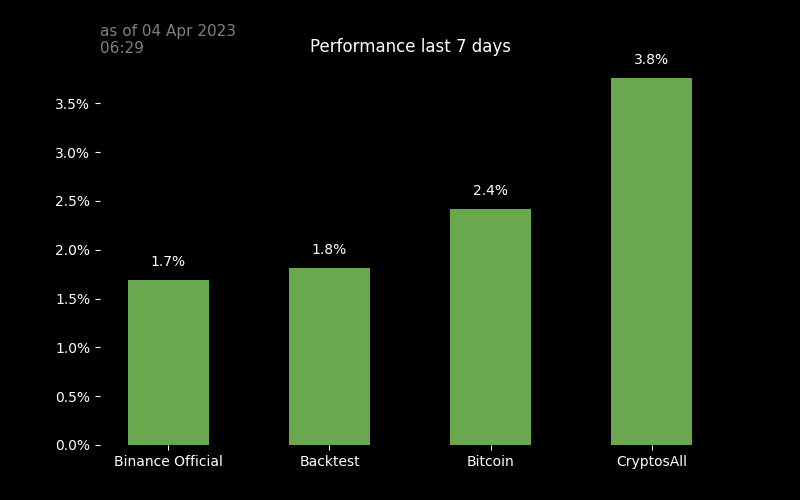 as of 04 Apr 2023
06:29
Performance last 7 days
3.8%
3.5%
3.0%
2.5%
2.4%
2.0%
1.8%
1.7%
1.5%
1.0%
0.5%
0.0%
Binance Official
Backtest
Bitcoin
CryptosAll